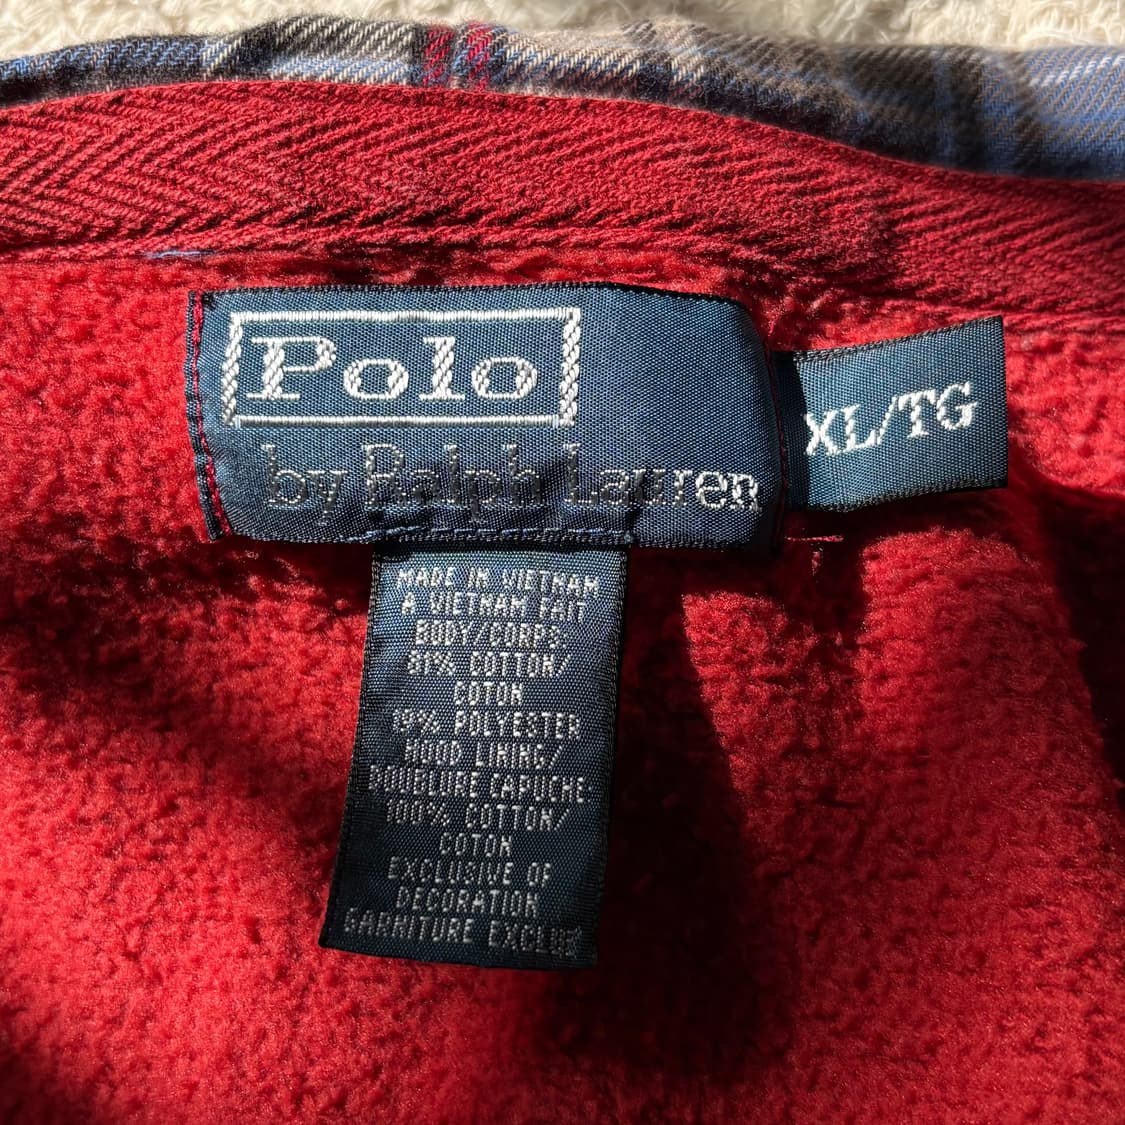 Polo
by Ralph Lauren
XL/TG
MADE IN VIETNAM
A VIETNAM FAIT
BODY/CORPS
81% COTTON/
COTON
19% POLYESTER
HOOD LINING/
DOUBLURE CAPUCHE
100% COTTON/
COTON
EXCLUSIVE OF
DECORATION
GARNITURE EXCLUE